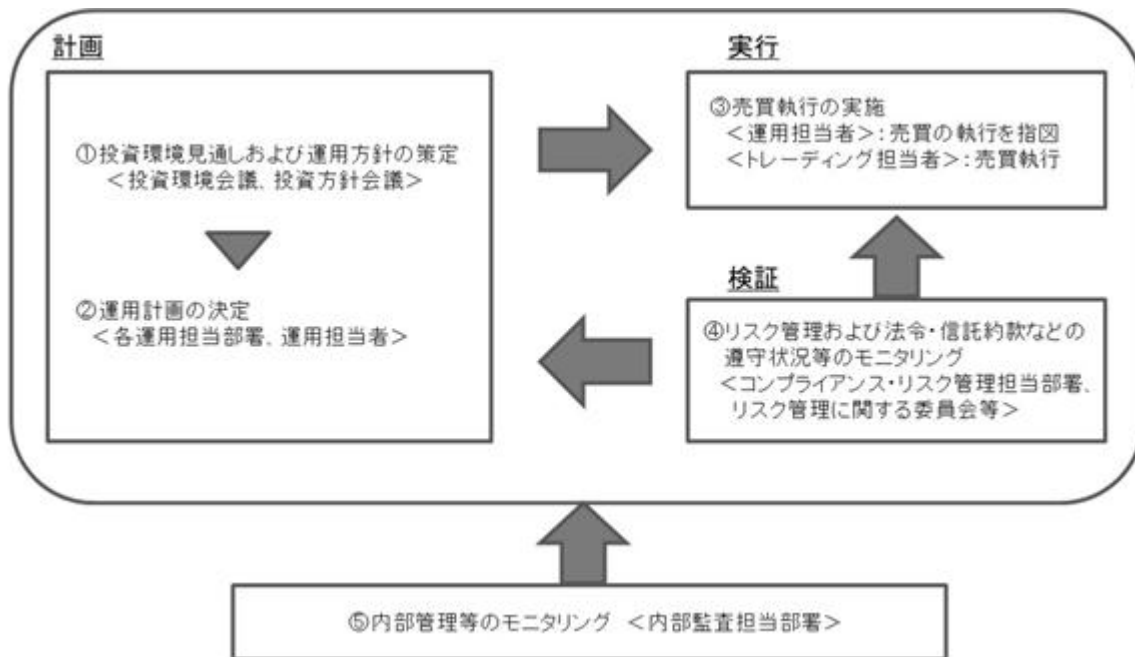 計画
①投資環境見通しおよび運用方針の策定
＜投資環境会議、投資方針会議＞
②運用計画の決定
＜各運用担当部署、運用担当者＞
実行
③売買執行の実施
＜運用担当者＞：売買の執行を指図
＜トレーディング担当者＞：売買執行
検証
④リスク管理および法令・信託約款などの
遵守状況等のモニタリング
＜コンプライアンス・リスク管理担当部署、
リスク管理に関する委員会等＞
⑤内部管理等のモニタリング ＜内部監査担当部署＞